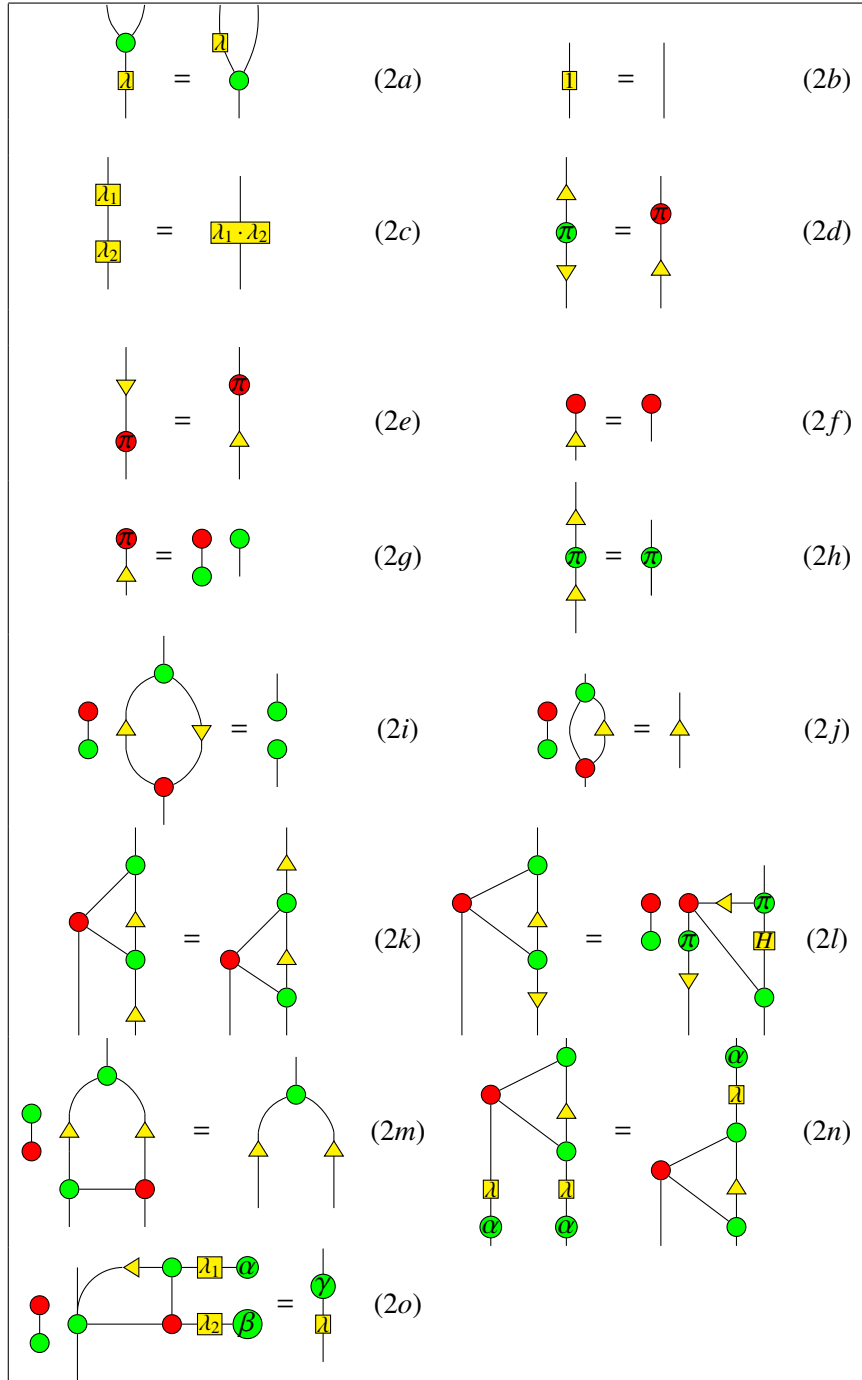 λ = λ (2a) 1 = (2b)
λ₁ λ₂ = λ₁ · λ₂ (2c) π = π (2d)
π = π (2e) = (2f)
π = (2g) π = π (2h)
= (2i) = (2j)
= (2k) = π π H (2l)
= (2m) λ λ α α = α λ (2n)
λ₁ α λ₂ β = γ λ (2o)